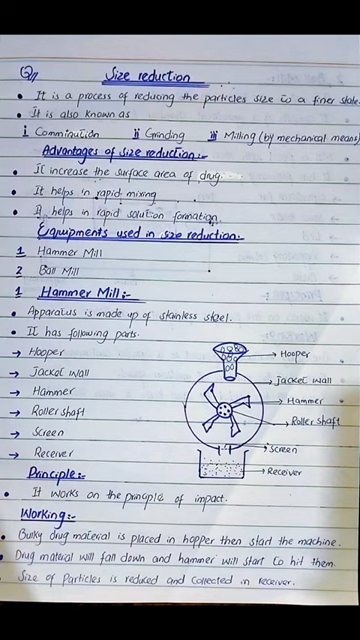 Q// Size reduction
• It is a process of reducing the particles size to a finer state.
• It is also known as
i Comminution ii Grinding iii Milling (by mechanical means)
Advantages of size reduction:-
• It increase the surface area of drug.
• It helps in rapid mixing
• It helps in rapid solution formation.
Equipments used in size reduction:-
1 Hammer Mill
2 Ball Mill
1 Hammer Mill:-
• Apparatus is made up of stainless steel.
• It has following parts.
→ Hooper
→ Jacket wall
→ Hammer
→ Roller shaft
→ Screen
→ Receiver
→ Hooper
→ Jacket wall
→ Hammer
→ Roller shaft
→ Screen
→ Receiver
Principle:-
• It works on the principle of impact.
Working:-
• Bulky drug material is placed in hopper then start the machine.
• Drug material will fall down and hammer will start to hit them.
Size of Particles is reduced and collected in receiver.